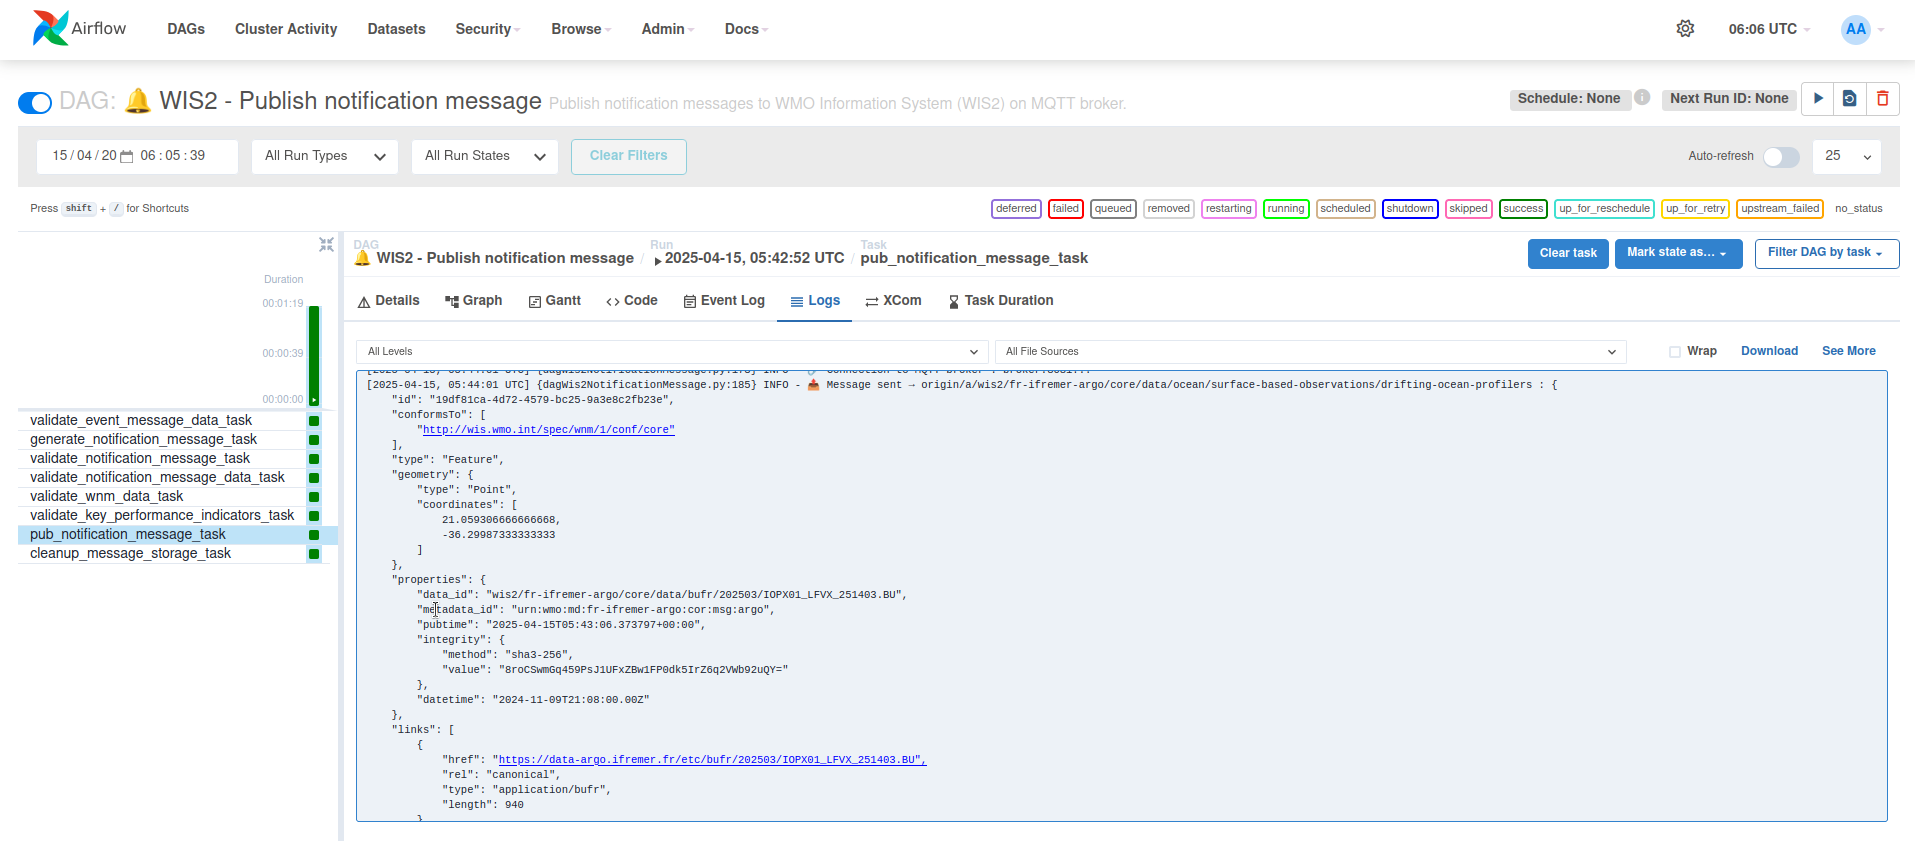 Airflow DAGs Cluster Activity Datasets Security Browse Admin Docs 06:06 UTC AA
DAG: 🔔 WIS2 - Publish notification message Publish notification messages to WMO Information System (WIS2) on MQTT broker. Schedule: None Next Run ID: None
15 / 04 / 20 06 : 05 : 39 All Run Types All Run States Clear Filters Auto-refresh 25
Press shift + / for Shortcuts deferred failed queued removed restarting running scheduled shutdown skipped success up_for_reschedule up_for_retry upstream_failed no_status
Duration
00:01:19
00:00:39
00:00:00
validate_event_message_data_task
generate_notification_message_task
validate_notification_message_task
validate_notification_message_data_task
validate_wnm_data_task
validate_key_performance_indicators_task
pub_notification_message_task
cleanup_message_storage_task
DAG Run Task
🔔 WIS2 - Publish notification message / 2025-04-15, 05:42:52 UTC / pub_notification_message_task Clear task Mark state as... Filter DAG by task
Details Graph Gantt Code Event Log Logs XCom Task Duration
All Levels All File Sources Wrap Download See More
[2025-04-15, 05:44:01 UTC] {dagWis2NotificationMessage.py:185} INFO - 📤 Message sent → origin/a/wis2/fr-ifremer-argo/core/data/ocean/surface-based-observations/drifting-ocean-profilers : {
"id": "19df81ca-4d72-4579-bc25-9a3e8c2fb23e",
"conformsTo": [
"http://wis.wmo.int/spec/wnm/1/conf/core"
],
"type": "Feature",
"geometry": {
"type": "Point",
"coordinates": [
21.059306666666668,
-36.29987333333333
]
},
"properties": {
"data_id": "wis2/fr-ifremer-argo/core/data/bufr/202503/IOPX01_LFVX_251403.BU",
"metadata_id": "urn:wmo:md:fr-ifremer-argo:cor:msg:argo",
"pubtime": "2025-04-15T05:43:06.373797+00:00",
"integrity": {
"method": "sha3-256",
"value": "8roCSwmGq459PsJ1UFxZBw1FP0dk5IrZ6q2VWb92uQY="
},
"datetime": "2024-11-09T21:08:00.00Z"
},
"links": [
{
"href": "https://data-argo.ifremer.fr/etc/bufr/202503/IOPX01_LFVX_251403.BU",
"rel": "canonical",
"type": "application/bufr",
"length": 940
}